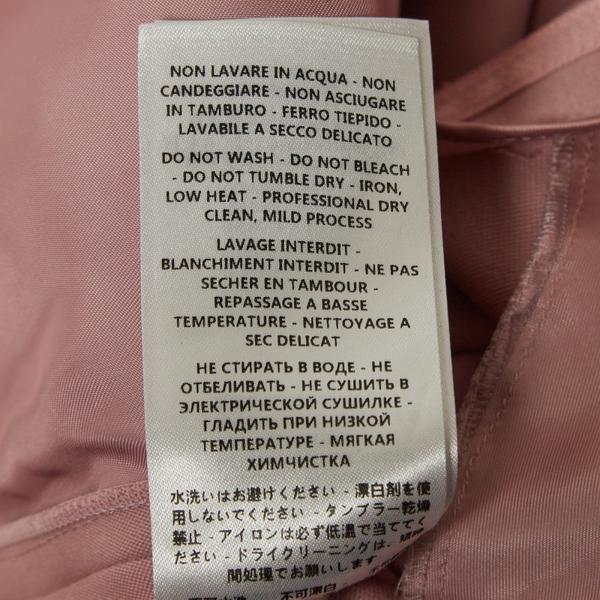 NON LAVARE IN ACQUA - NON
CANDEGGIARE - NON ASCIUGARE
IN TAMBURO - FERRO TIEPIDO -
LAVABILE A SECCO DELICATO
DO NOT WASH - DO NOT BLEACH
- DO NOT TUMBLE DRY - IRON,
LOW HEAT - PROFESSIONAL DRY
CLEAN, MILD PROCESS
LAVAGE INTERDIT -
BLANCHIMENT INTERDIT - NE PAS
SECHER EN TAMBOUR -
REPASSAGE A BASSE
TEMPERATURE - NETTOYAGE A
SEC DELICAT
НЕ СТИРАТЬ В ВОДЕ - НЕ
ОТБЕЛИВАТЬ - НЕ СУШИТЬ В
ЭЛЕКТРИЧЕСКОЙ СУШИЛКЕ -
ГЛАДИТЬ ПРИ НИЗКОЙ
ТЕМПЕРАТУРЕ - МЯГКАЯ
ХИМЧИСТКА
水洗いはお避けください - 漂白剤を使
用しないでください - タンブラー乾燥
禁止 - アイロンは必ず低温で当ててく
ださい - ドライクリーニングは、
間処理でお願いします
不可漂白 -